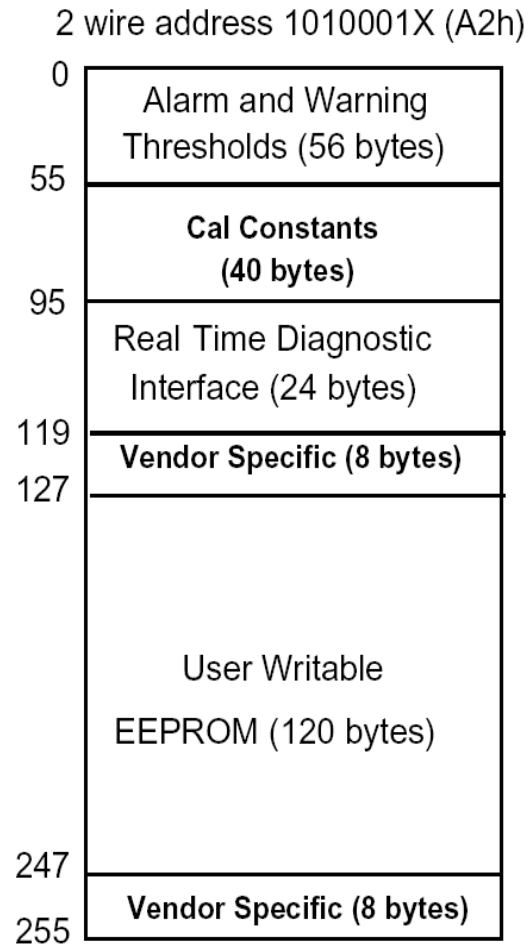 2 wire address 1010001X (A2h)
0
Alarm and Warning
Thresholds (56 bytes)
55
Cal Constants
(40 bytes)
95
Real Time Diagnostic
Interface (24 bytes)
119
Vendor Specific (8 bytes)
127
User Writable
EEPROM (120 bytes)
247
Vendor Specific (8 bytes)
255